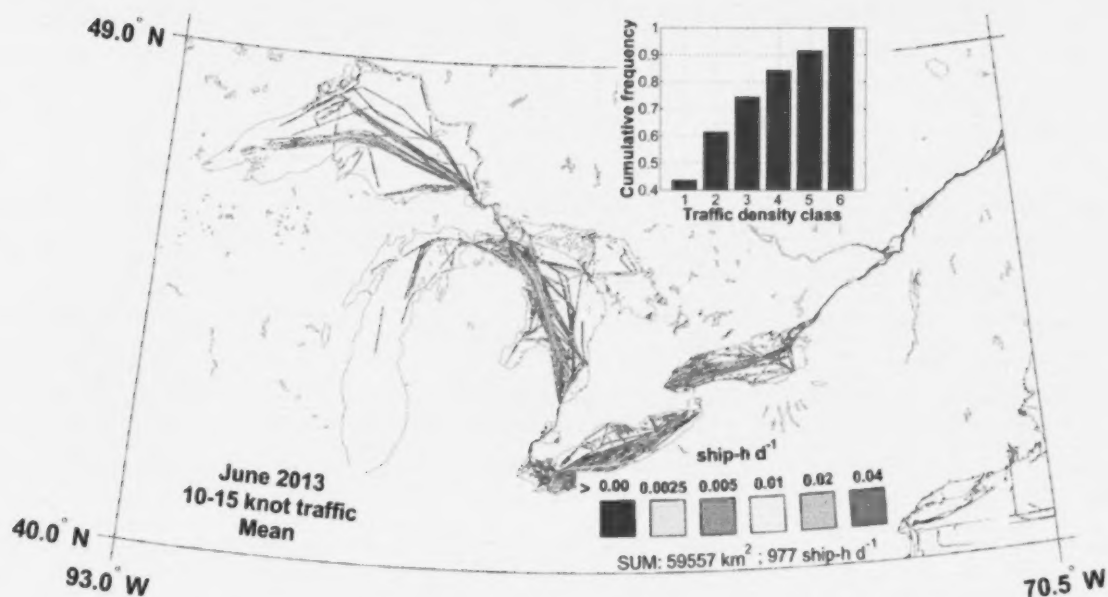 49.0° N
Cumulative frequency
1
0.9
0.8
0.7
0.6
0.5
0.4
1 2 3 4 5 6
Traffic density class
June 2013
10-15 knot traffic
Mean
ship-h d⁻¹
> 0.00 0.0025 0.005 0.01 0.02 0.04
SUM: 59557 km² ; 977 ship-h d⁻¹
40.0° N
93.0° W
70.5° W